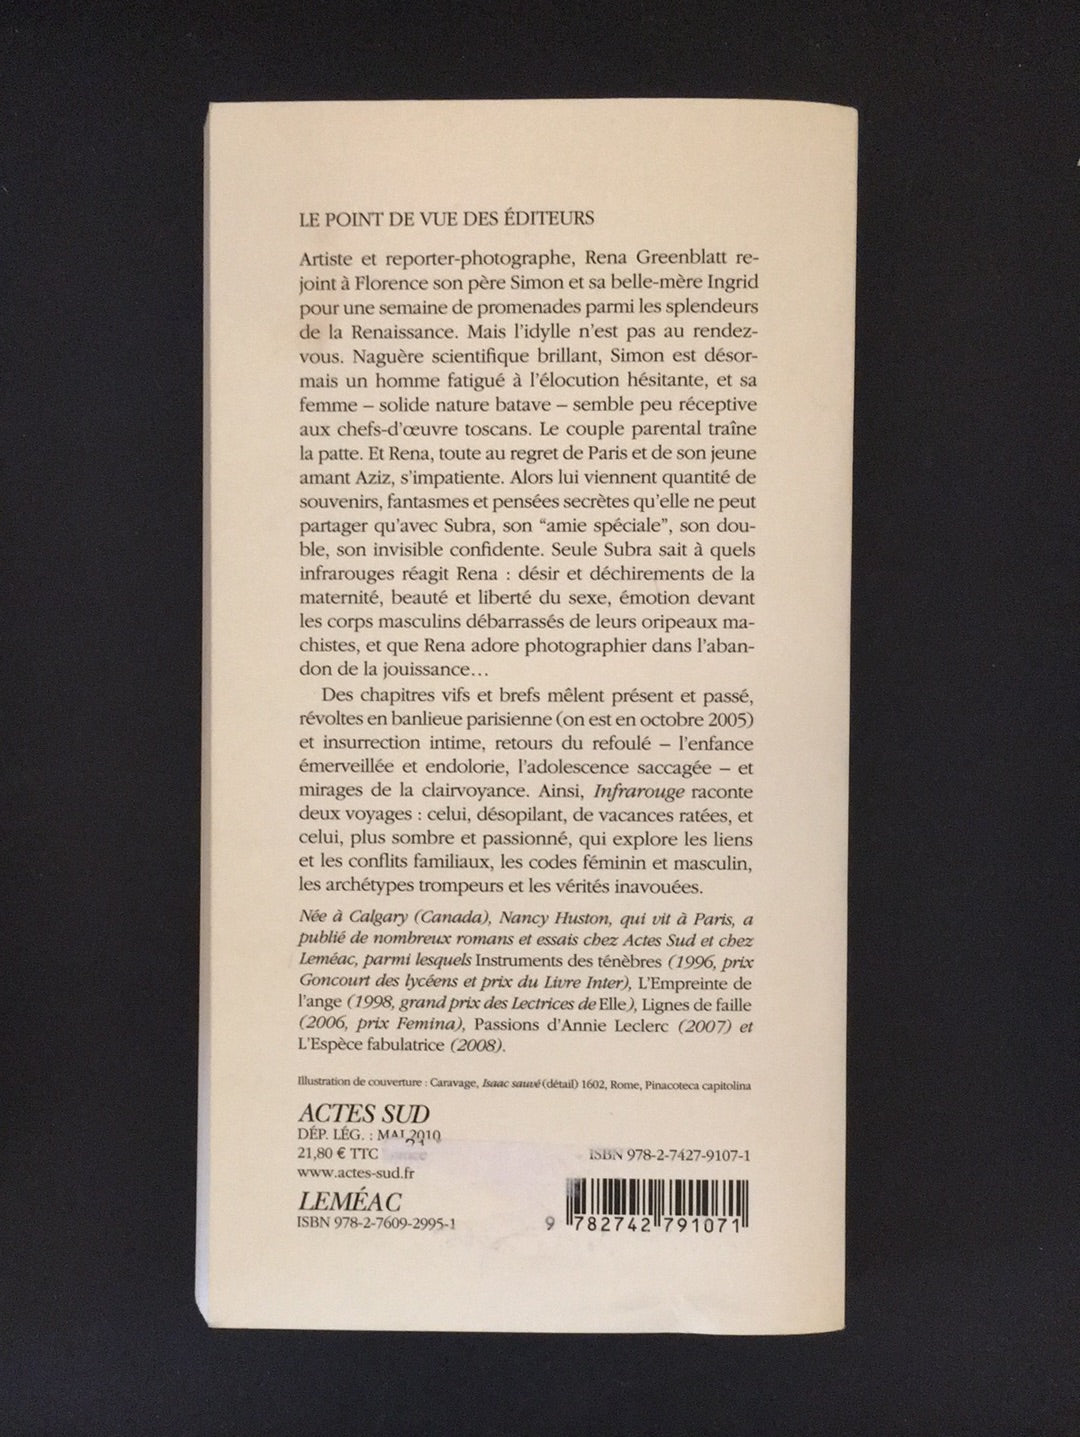 LE POINT DE VUE DES ÉDITEURS
Artiste et reporter-photographe, Rena Greenblatt re-
joint à Florence son père Simon et sa belle-mère Ingrid
pour une semaine de promenades parmi les splendeurs
de la Renaissance. Mais l'idylle n'est pas au rendez-
vous. Naguère scientifique brillant, Simon est désor-
mais un homme fatigué à l'élocution hésitante, et sa
femme – solide nature batave – semble peu réceptive
aux chefs-d'œuvre toscans. Le couple parental traîne
la patte. Et Rena, toute au regret de Paris et de son jeune
amant Aziz, s'impatiente. Alors lui viennent quantité de
souvenirs, fantasmes et pensées secrètes qu'elle ne peut
partager qu'avec Subra, son “amie spéciale”, son dou-
ble, son invisible confidente. Seule Subra sait à quels
infrarouges réagit Rena : désir et déchirements de la
maternité, beauté et liberté du sexe, émotion devant
les corps masculins débarrassés de leurs oripeaux ma-
chistes, et que Rena adore photographier dans l'aban-
don de la jouissance…
Des chapitres vifs et brefs mêlent présent et passé,
révoltes en banlieue parisienne (on est en octobre 2005)
et insurrection intime, retours du refoulé – l'enfance
émerveillée et endolorie, l'adolescence saccagée – et
mirages de la clairvoyance. Ainsi, Infrarouge raconte
deux voyages : celui, désopilant, de vacances ratées, et
celui, plus sombre et passionné, qui explore les liens
et les conflits familiaux, les codes féminin et masculin,
les archétypes trompeurs et les vérités inavouées.
Née à Calgary (Canada), Nancy Huston, qui vit à Paris, a
publié de nombreux romans et essais chez Actes Sud et chez
Leméac, parmi lesquels Instruments des ténèbres (1996, prix
Goncourt des lycéens et prix du Livre Inter), L'Empreinte de
l'ange (1998, grand prix des Lectrices de Elle), Lignes de faille
(2006, prix Femina), Passions d'Annie Leclerc (2007) et
L'Espèce fabulatrice (2008).
Illustration de couverture : Caravage, Isaac sauvé (détail) 1602, Rome, Pinacoteca capitolina
ACTES SUD
DÉP. LÉG. : MAI 2010
21,80 € TTC
www.actes-sud.fr
LEMÉAC
ISBN 978-2-7609-2995-1
ISBN 978-2-7427-9107-1
9 782742 791071